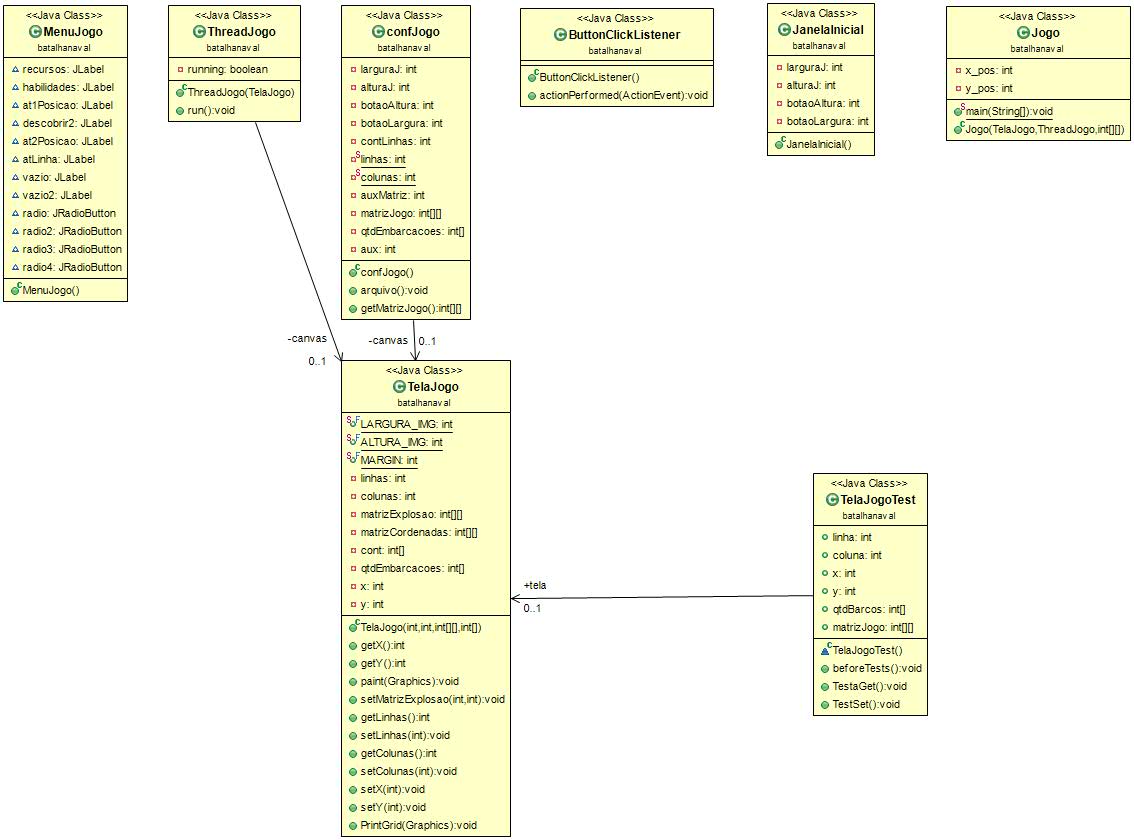 <<Java Class>>
MenuJogo
batalhanaval
recursos: JLabel
habilidades: JLabel
at1Posicao: JLabel
descobrir2: JLabel
at2Posicao: JLabel
atLinha: JLabel
vazio: JLabel
vazio2: JLabel
radio: JRadioButton
radio2: JRadioButton
radio3: JRadioButton
radio4: JRadioButton
MenuJogo()
<<Java Class>>
ThreadJogo
batalhanaval
running: boolean
ThreadJogo(TelaJogo)
run():void
<<Java Class>>
confJogo
batalhanaval
larguraJ: int
alturaJ: int
botaoAltura: int
botaoLargura: int
contLinhas: int
linhas: int
colunas: int
auxMatriz: int
matrizJogo: int[][]
qtdEmbarcacoes: int[]
aux: int
confJogo()
arquivo():void
getMatrizJogo():int[][]
<<Java Class>>
ButtonClickListener
batalhanaval
ButtonClickListener()
actionPerformed(ActionEvent):void
<<Java Class>>
JanelaInicial
batalhanaval
larguraJ: int
alturaJ: int
botaoAltura: int
botaoLargura: int
JanelaInicial()
<<Java Class>>
Jogo
batalhanaval
x_pos: int
y_pos: int
main(String[]):void
Jogo(TelaJogo,ThreadJogo,int[][])
-canvas
0..1
-canvas
0..1
<<Java Class>>
TelaJogo
batalhanaval
LARGURA_IMG: int
ALTURA_IMG: int
MARGIN: int
linhas: int
colunas: int
matrizExplosao: int[][]
matrizCordenadas: int[][]
cont: int[]
qtdEmbarcacoes: int[]
x: int
y: int
TelaJogo(int,int,int[][],int[])
getX():int
getY():int
paint(Graphics):void
setMatrizExplosao(int,int):void
getLinhas():int
setLinhas(int):void
getColunas():int
setColunas(int):void
setX(int):void
setY(int):void
PrintGrid(Graphics):void
+tela
0..1
<<Java Class>>
TelaJogoTest
batalhanaval
linha: int
coluna: int
x: int
y: int
qtdBarcos: int[]
matrizJogo: int[][]
TelaJogoTest()
beforeTests():void
TestaGet():void
TestSet():void